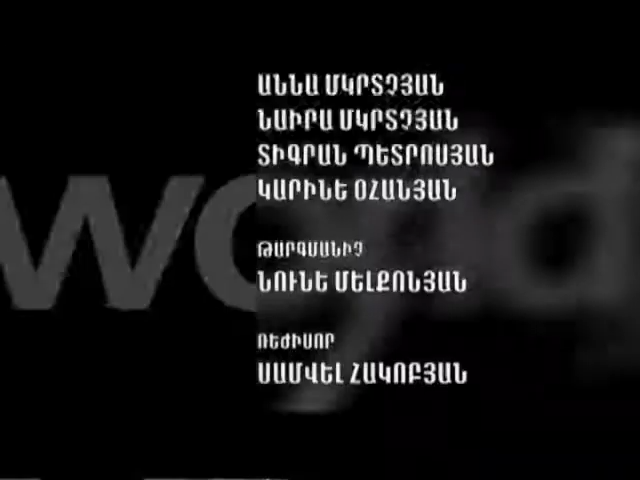 ԱՆՆԱ ՄԿՐՏՉՅԱՆ
ՆԱԻՐԱ ՄԿՐՏՉՅԱՆ
ՏԻԳՐԱՆ ՊԵՏՐՈՍՅԱՆ
ԿԱՐԻՆԵ ՕՀԱՆՅԱՆ
ԹԱՐԳՄԱՆԻՉ
ՆՈՒՆԵ ՄԵԼՔՈՆՅԱՆ
ՌԵԺԻՍՈՐ
ՍԱՄՎԵԼ ՀԱԿՈԲՅԱՆ